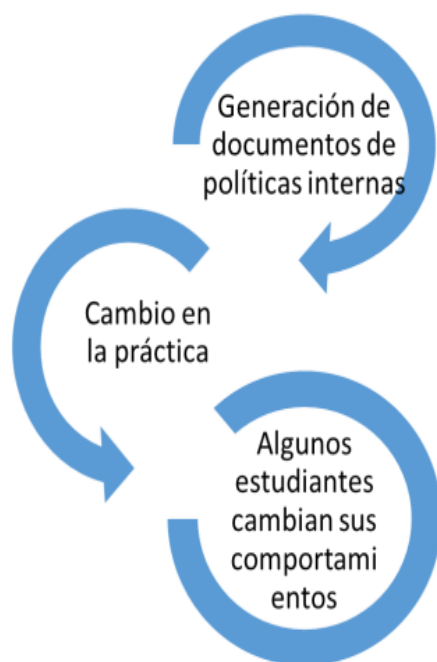 Generación de
documentos de
políticas internas
Cambio en
la práctica
Algunos
estudiantes
cambian sus
comportami
entos